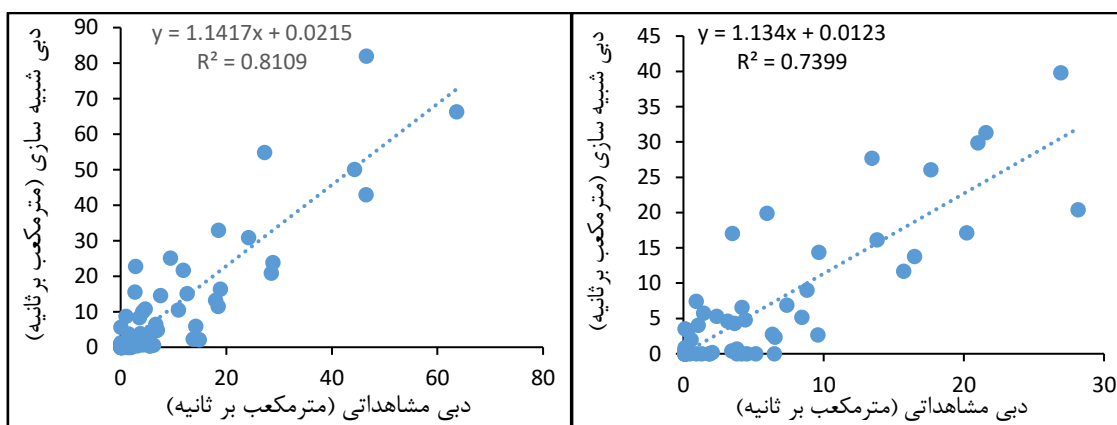 y = 1.1417x + 0.0215
R² = 0.8109
90
80
70
60
50
40
30
20
10
0
0 20 40 60 80
دبی شبیه سازی (مترمکعب بر ثانیه)
دبی مشاهداتی (مترمکعب بر ثانیه)
y = 1.134x + 0.0123
R² = 0.7399
45
40
35
30
25
20
15
10
5
0
0 10 20 30
دبی شبیه سازی (مترمکعب بر ثانیه)
دبی مشاهداتی (مترمکعب بر ثانیه)